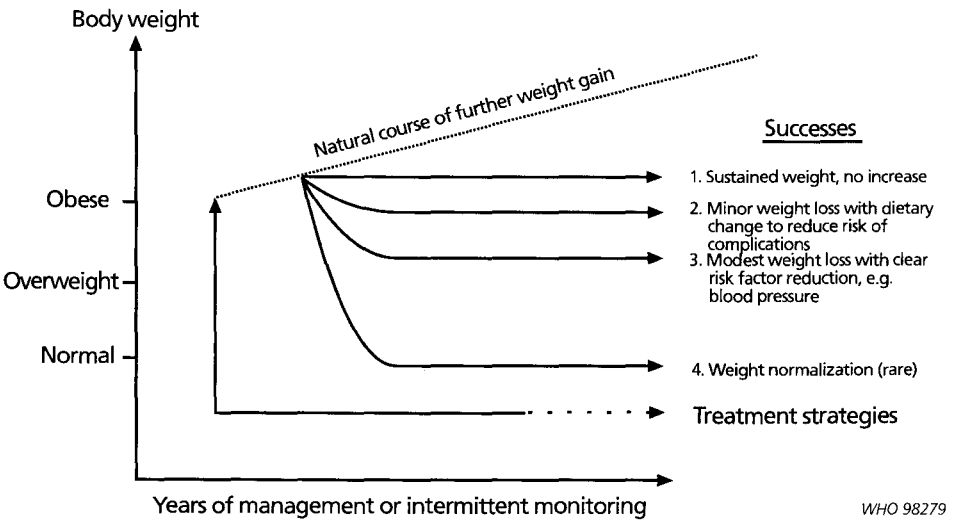 Body weight
Natural course of further weight gain
Successes
1. Sustained weight, no increase
Obese
2. Minor weight loss with dietary
change to reduce risk of
complications
3. Modest weight loss with clear
risk factor reduction, e.g.
blood pressure
Overweight
Normal
4. Weight normalization (rare)
Treatment strategies
Years of management or intermittent monitoring
WHO 98279